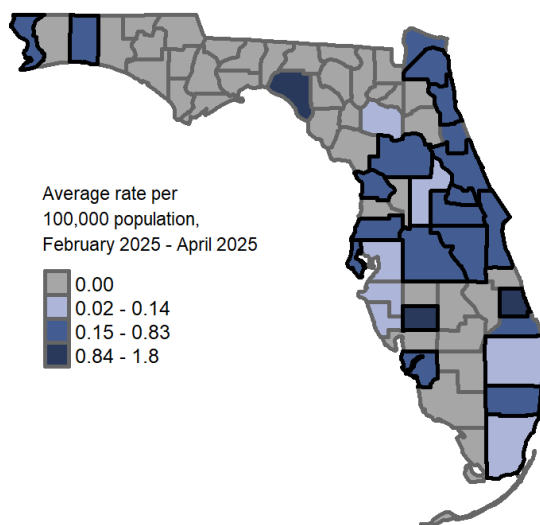 Average rate per
100,000 population,
February 2025 - April 2025
0.00
0.02 - 0.14
0.15 - 0.83
0.84 - 1.8